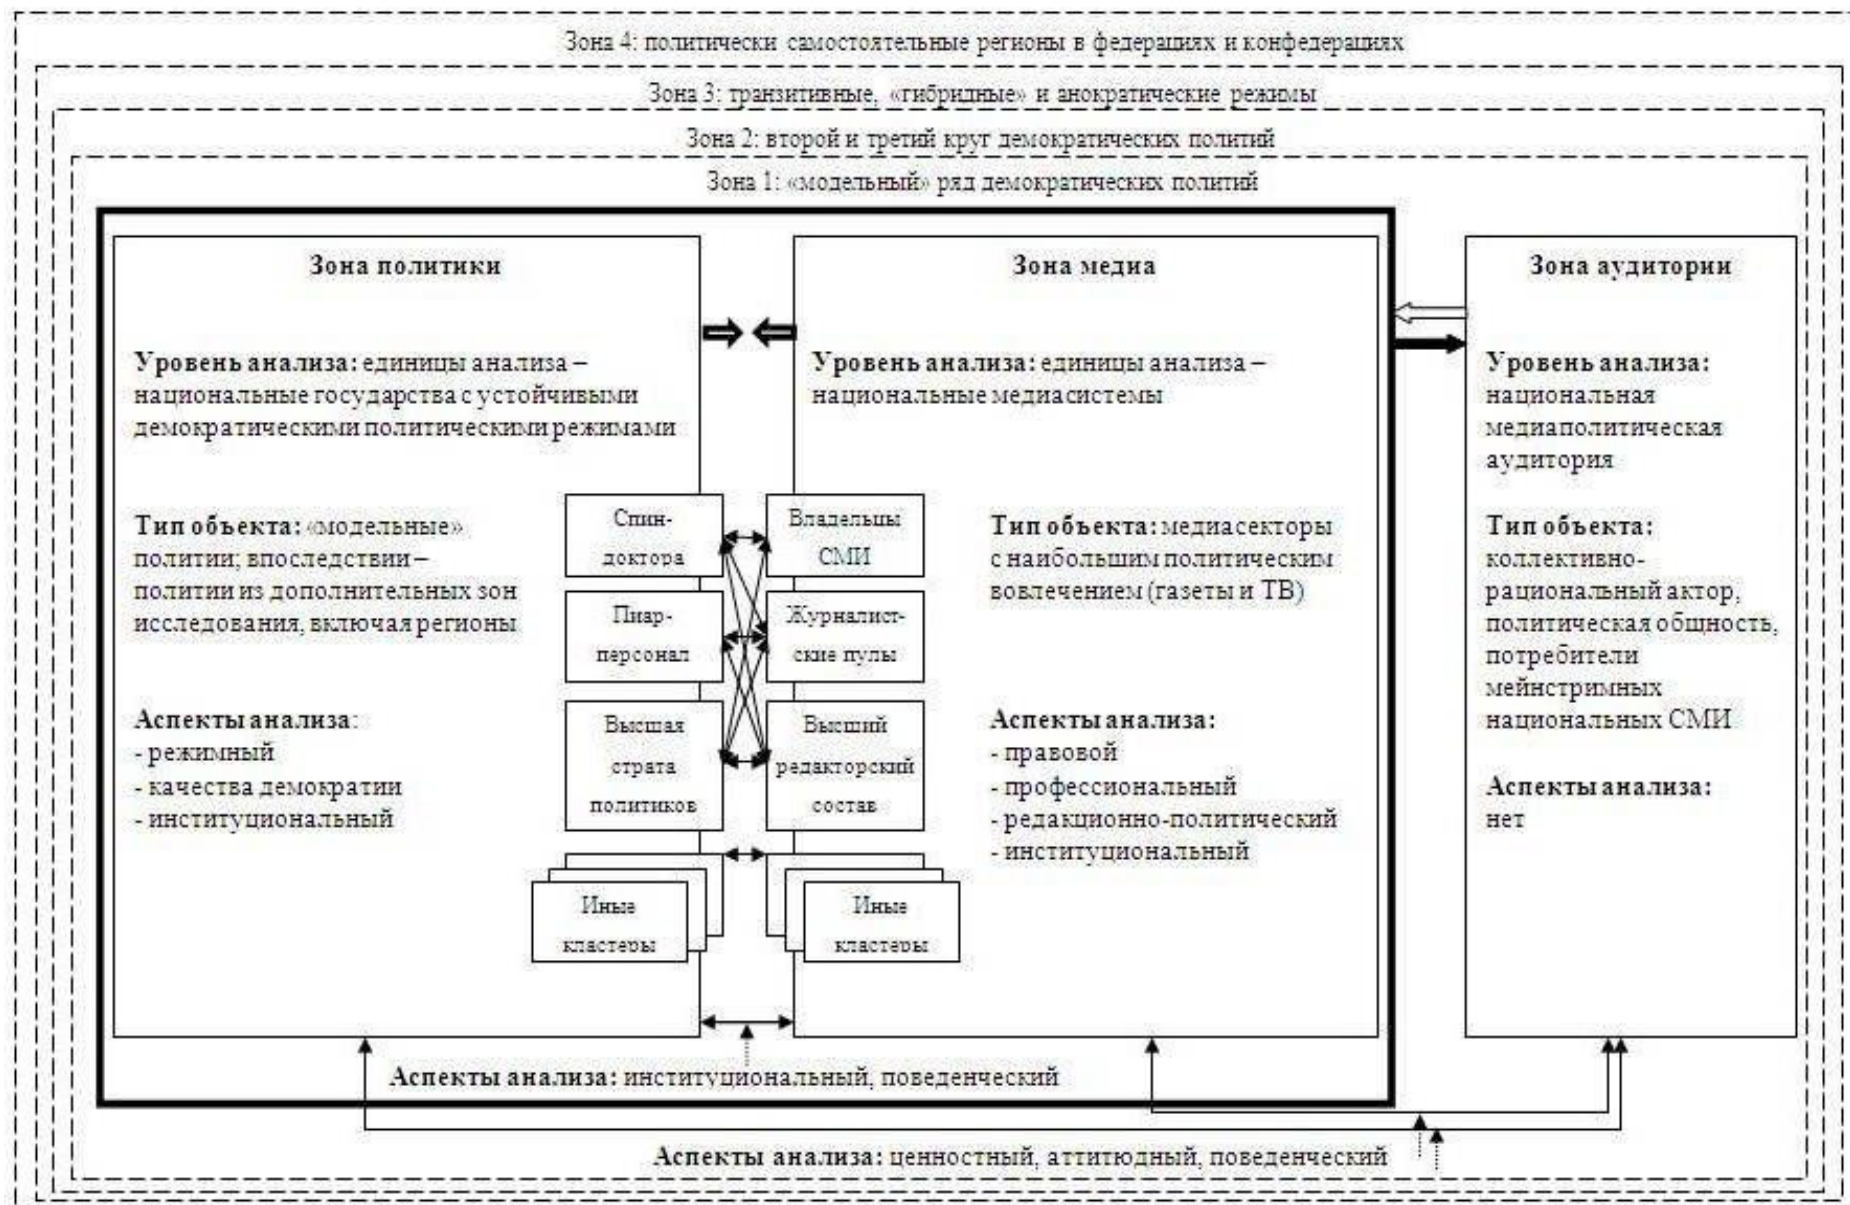 Зона 4: политически самостоятельные регионы в федерациях и конфедерациях
Зона 3: транзитивные, «гибридные» и анократические режимы
Зона 2: второй и третий круг демократических политий
Зона 1: «модельный» ряд демократических политий
Зона политики
Уровень анализа: единицы анализа –
национальные государства с устойчивыми
демократическими политическими режимами
Тип объекта: «модельные»
политии; впоследствии –
политии из дополнительных зон
исследования, включая регионы
Аспекты анализа:
- режимный
- качества демократии
- институциональный
Спин-
доктора
Пиар-
персонал
Высшая
страта
политиков
Иные
кластеры
Зона медиа
Уровень анализа: единицы анализа –
национальные медиасистемы
Владельцы
СМИ
Журналист-
ские пулы
Высший
редакторский
состав
Иные
кластеры
Тип объекта: медиасекторы
с наибольшим политическим
вовлечением (газеты и ТВ)
Аспекты анализа:
- правовой
- профессиональный
- редакционно-политический
- институциональный
Зона аудитории
Уровень анализа:
национальная
медиаполитическая
аудитория
Тип объекта:
коллективно-
рациональный актор,
политическая общность,
потребители
мейнстримных
национальных СМИ
Аспекты анализа:
нет
Аспекты анализа: институциональный, поведенческий
Аспекты анализа: ценностный, аттитюдный, поведенческий